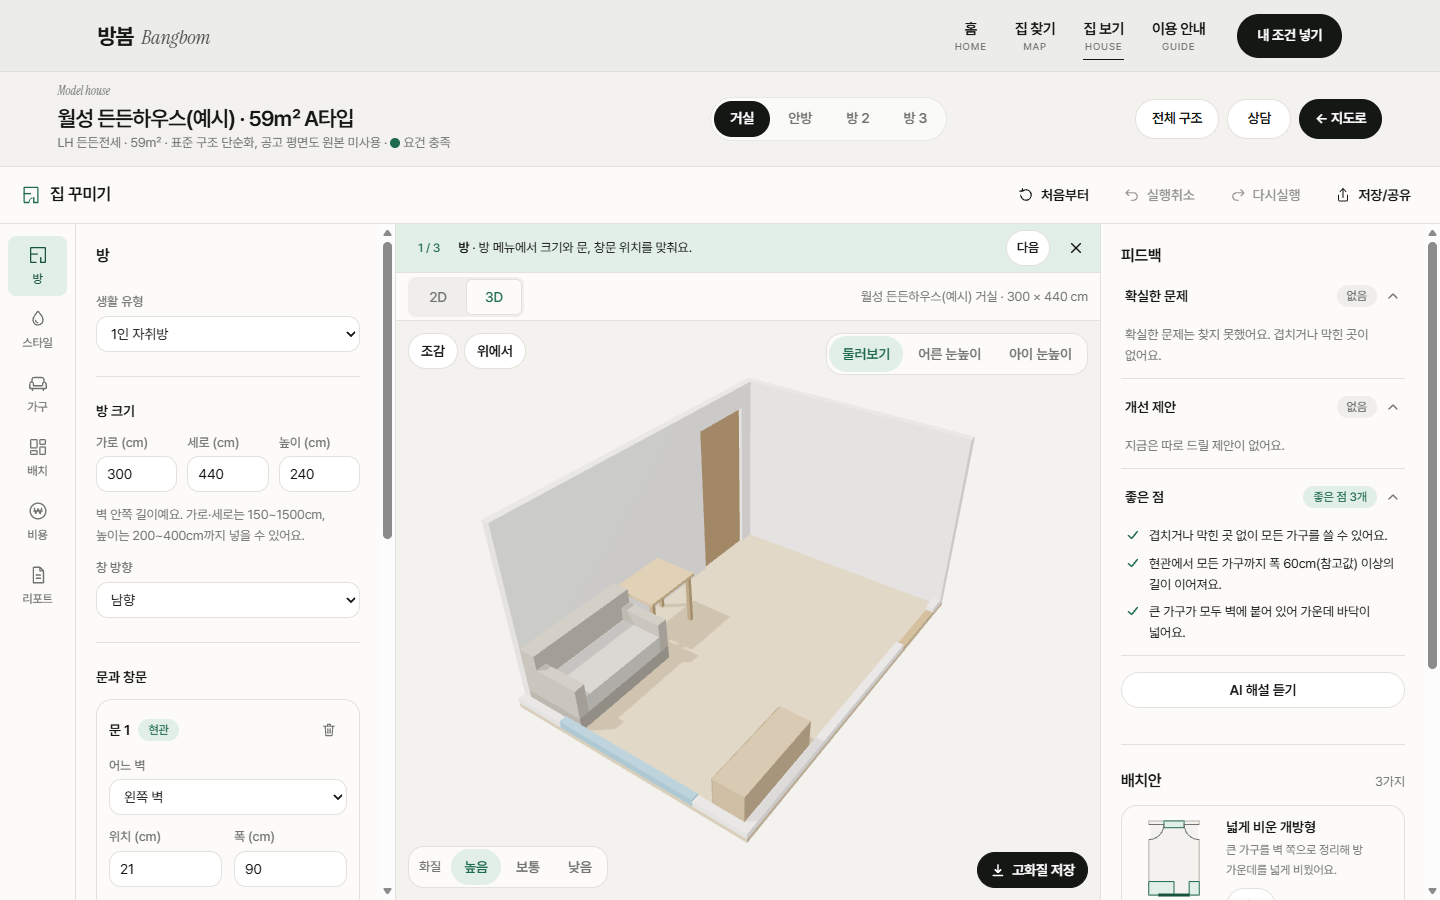 방봄 Bangbom
홈
HOME
집 찾기
MAP
집 보기
HOUSE
이용 안내
GUIDE
내 조건 넣기
Model house
월성 든든하우스(예시) · 59m² A타입
LH 든든전세 · 59m² · 표준 구조 단순화, 공고 평면도 원본 미사용 · 요건 충족
거실
안방
방 2
방 3
전체 구조
상담
← 지도로
집 꾸미기
처음부터
실행취소
다시실행
저장/공유
방
스타일
가구
배치
비용
리포트
방
생활 유형
1인 자취방
방 크기
가로 (cm) 세로 (cm) 높이 (cm)
300 440 240
벽 안쪽 길이예요. 가로·세로는 150~1500cm,
높이는 200~400cm까지 넣을 수 있어요.
창 방향
남향
문과 창문
문 1 현관
어느 벽
왼쪽 벽
위치 (cm) 폭 (cm)
21 90
1 / 3 방 · 방 메뉴에서 크기와 문, 창문 위치를 맞춰요.
다음
2D 3D
월성 든든하우스(예시) 거실 · 300 × 440 cm
조감 위에서
둘러보기 어른 눈높이 아이 눈높이
화질 높음 보통 낮음
고화질 저장
피드백
확실한 문제 없음
확실한 문제는 찾지 못했어요. 겹치거나 막힌 곳이
없어요.
개선 제안 없음
지금은 따로 드릴 제안이 없어요.
좋은 점 좋은 점 3개
겹치거나 막힌 곳 없이 모든 가구를 쓸 수 있어요.
현관에서 모든 가구까지 폭 60cm(참고값) 이상의
길이 이어져요.
큰 가구가 모두 벽에 붙어 있어 가운데 바닥이
넓어요.
AI 해설 듣기
배치안 3가지
넓게 비운 개방형
큰 가구를 벽 쪽으로 정리해 방
가운데를 넓게 비웠어요.